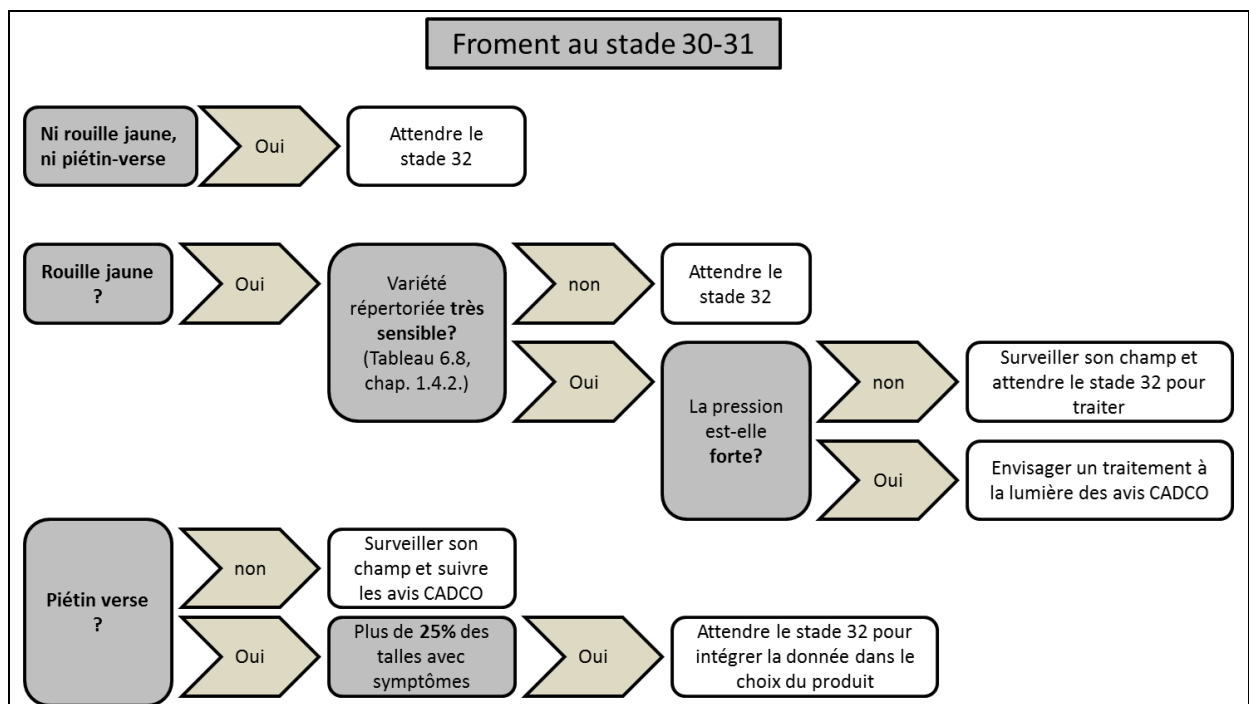 Froment au stade 30-31
Ni rouille jaune,
ni piétin-verse
Oui
Attendre le
stade 32
Rouille jaune
?
Oui
Variété
répertoriée très
sensible?
(Tableau 6.8,
chap. 1.4.2.)
non
Attendre le
stade 32
Oui
La pression
est-elle
forte?
non
Surveiller son champ et
attendre le stade 32 pour
traiter
Oui
Envisager un traitement à
la lumière des avis CADCO
Piétin verse
?
non
Surveiller son
champ et suivre
les avis CADCO
Oui
Plus de 25% des
talles avec
symptômes
Oui
Attendre le stade 32 pour
intégrer la donnée dans le
choix du produit